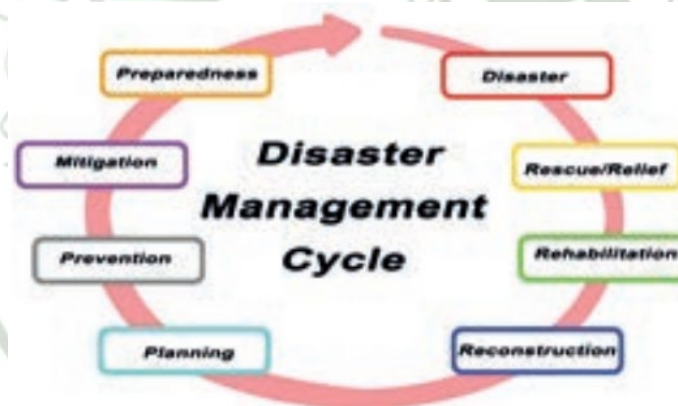 Disaster
Management
Cycle
Disaster
Rescue/Relief
Rehabilitation
Reconstruction
Planning
Prevention
Mitigation
Preparedness